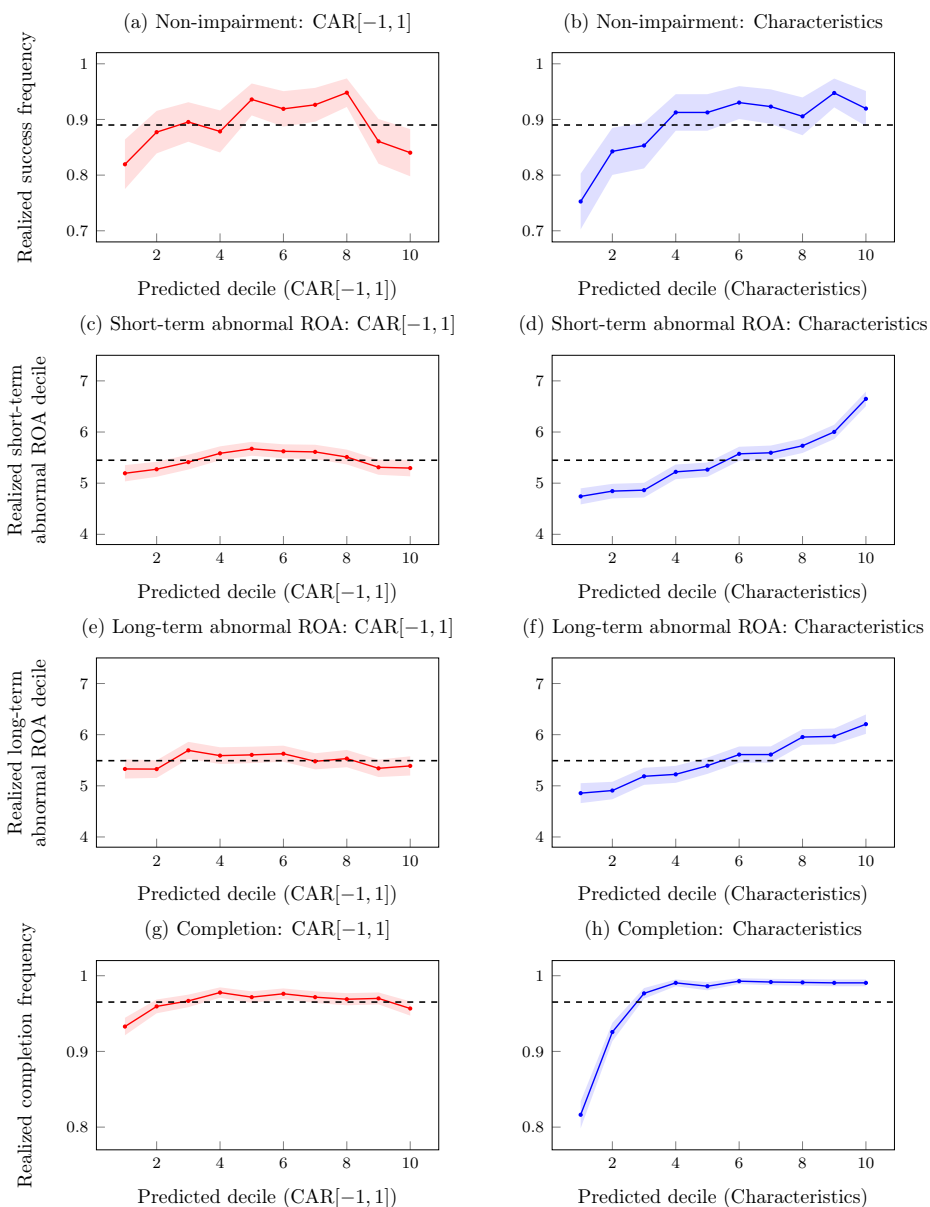 (a) Non-impairment: CAR[−1, 1]
Realized success frequency
1
0.9
0.8
0.7
2 4 6 8 10
Predicted decile (CAR[−1, 1])
(b) Non-impairment: Characteristics
1
0.9
0.8
0.7
2 4 6 8 10
Predicted decile (Characteristics)
(c) Short-term abnormal ROA: CAR[−1, 1]
Realized short-term
abnormal ROA decile
7
6
5
4
2 4 6 8 10
Predicted decile (CAR[−1, 1])
(d) Short-term abnormal ROA: Characteristics
7
6
5
4
2 4 6 8 10
Predicted decile (Characteristics)
(e) Long-term abnormal ROA: CAR[−1, 1]
Realized long-term
abnormal ROA decile
7
6
5
4
2 4 6 8 10
Predicted decile (CAR[−1, 1])
(f) Long-term abnormal ROA: Characteristics
7
6
5
4
2 4 6 8 10
Predicted decile (Characteristics)
(g) Completion: CAR[−1, 1]
Realized completion frequency
1
0.9
0.8
2 4 6 8 10
Predicted decile (CAR[−1, 1])
(h) Completion: Characteristics
1
0.9
0.8
2 4 6 8 10
Predicted decile (Characteristics)